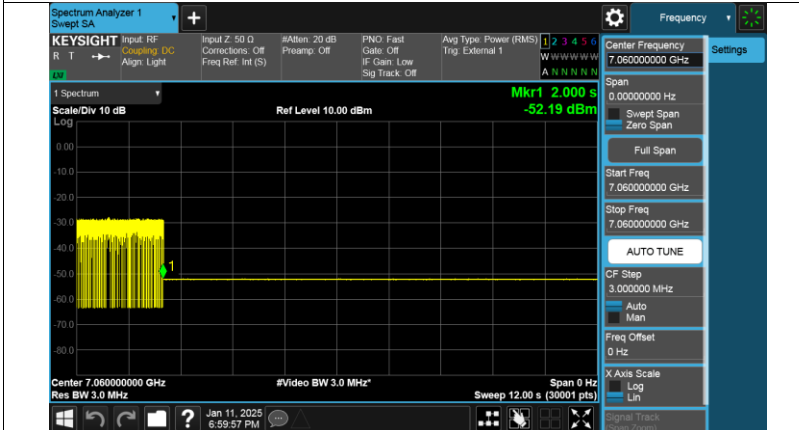 Spectrum Analyzer 1
Swept SA
+
Frequency
KEYSIGHT
R T
LXI
Input: RF
Coupling: DC
Align: Light
Input Z: 50 Ω
Corrections: Off
Freq Ref: Int (S)
#Atten: 20 dB
Preamp: Off
PNO: Fast
Gate: Off
IF Gain: Low
Sig Track: Off
Avg Type: Power (RMS)
Trig: External 1
1 2 3 4 5 6
W W W W W W
A N N N N N
1 Spectrum
Scale/Div 10 dB
Log
Ref Level 10.00 dBm
Mkr1 2.000 s
-52.19 dBm
0.00
-10.0
-20.0
-30.0
-40.0
-50.0
-60.0
-70.0
-80.0
1
Center 7.060000000 GHz
Res BW 3.0 MHz
#Video BW 3.0 MHz*
Span 0 Hz
Sweep 12.00 s (30001 pts)
?
Jan 11, 2025
6:59:57 PM
Center Frequency
7.060000000 GHz
Span
0.00000000 Hz
Swept Span
Zero Span
Full Span
Start Freq
7.060000000 GHz
Stop Freq
7.060000000 GHz
AUTO TUNE
CF Step
3.000000 MHz
Auto
Man
Freq Offset
0 Hz
X Axis Scale
Log
Lin
Signal Track
(Span Zoom)
Settings